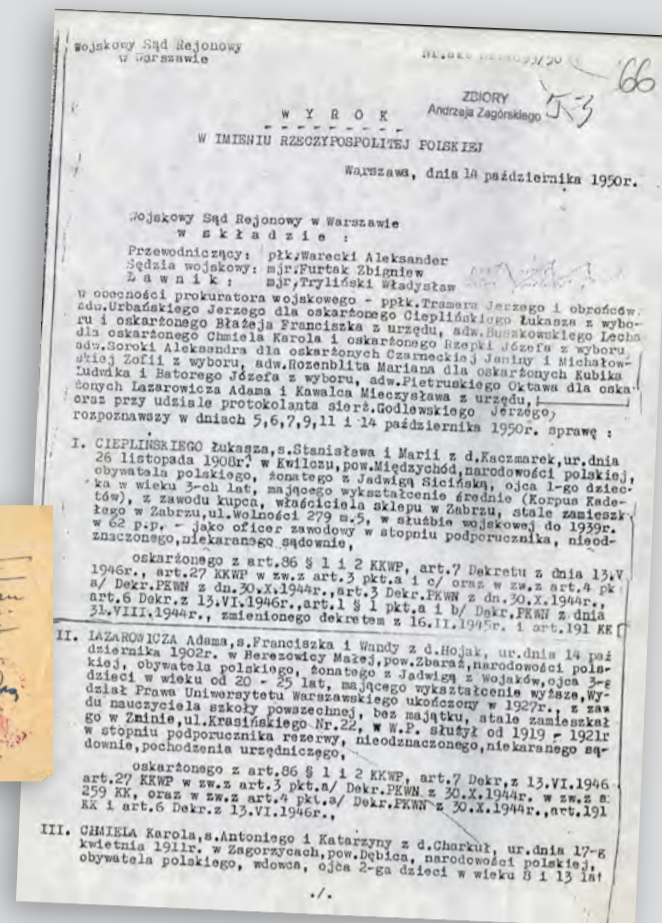 Wojskowy Sąd Rejonowy
w Warszawie
66
ZBIORY
Andrzeja Zagórskiego
W Y R O K
W IMIENIU RZECZYPOSPOLITEJ POLSKIEJ
Warszawa, dnia 14 października 1950r.
Wojskowy Sąd Rejonowy w Warszawie
w s k ł a d z i e :
Przewodniczący: płk.Warecki Aleksander
Sędzia wojskowy: mjr.Furtak Zbigniew
Ł a w n i k : mjr,Tryliński Władysław
w obecności prokuratora wojskowego - ppłk.Tramera Jerzego i obrońców
adw.Urbańskiego Jerzego dla oskarżonego Cieplińskiego Łukasza z wybo-
ru i oskarżonego Błażeja Franciszka z urzędu, adw.Buszkowskiego Lecha
dla oskarżonego Chmiela Karola i oskarżonego Rzepki Józefa z wyboru
adw.Soroki Aleksandra dla oskarżonych Czarneckiej Janiny i Michałow-
skiej Zofii z wyboru, adw.Rozenblita Mariana dla oskarżonych Kubika
Ludwika i Batorego Józefa z wyboru, adw.Pietruskiego Oktawa dla oska
żonych Lazarowicza Adama i Kawalca Mieczysława z urzędu,
oraz przy udziale protokolanta sierż.Godlewskiego Jerzego,
rozpoznawszy w dniach 5,6,7,9,11 i 14 października 1950r. sprawę :
I. CIEPLIŃSKIEGO Łukasza,s.Stanisława i Marii z d.Kaczmarek,ur.dnia
26 listopada 1908r. w Kwilczu,pow.Międzychód,narodowości polskiej,
obywatela polskiego, żonatego z Jadwigą Sicińską, ojca 1-go dziec-
ka w wieku 3-ch lat, mającego wykształcenie średnie (Korpus Kade-
tów), z zawodu kupca, właściciela sklepu w Zabrzu, stale zamieszk
łego w Zabrzu,ul.Wolności 279 m.5, w służbie wojskowej do 1939r.
w 62 p.p. - jako oficer zawodowy w stopniu podporucznika, nieod-
znaczonego,niekaranego sądownie,
oskarżonego z art.86 § 1 i 2 KKWP, art.7 Dekretu z dnia 13.V
1946r., art.27 KKWP w zw.z art.3 pkt.a i c/ oraz w zw.z art.4 pk
a/ Dekr.PKWN z dn.30.X.1944r.,art.3 Dekr.PKWN z dn.30.X.1944r.,
art.6 Dekr.z 13.VI.1946r.,art.1 § 1 pkt.a i b/ Dekr.PKWN z dnia
31.VIII.1944r., zmienionego dekretem z 16.II.1945r. i art.191 KK
II. LAZAROWICZA Adama,s.Franciszka i Wandy z d.Hojak, ur.dnia 14 paź
dziernika 1902r. w Berezowicy Małej,pow.Zbaraż,narodowości pols-
kiej, obywatela polskiego, żonatego z Jadwigą z Wojaków,ojca 3-g
dzieci w wieku od 20 - 25 lat, mającego wykształcenie wyższe,Wy-
dział Prawa Uniwersytetu Warszawskiego ukończony w 1927r., z zaw
du nauczyciela szkoły powszechnej, bez majątku, stale zamieszkał
go w Zminie,ul.Krasińskiego Nr.22, w W.P. służył od 1919 - 1921r
w stopniu podporucznika rezerwy, nieodznaczonego,niekaranego są-
downie,pochodzenia urzędniczego,
oskarżonego z art.86 § 1 i 2 KKWP, art.7 Dekr,z 13.VI.1946
art.27 KKWP w zw.z art.3 pkt.a/ Dekr.PKWN z 30.X.1944r. w zw.z a
259 KK, oraz w zw.z art.4 pkt.a/ Dekr.PKWN z 30.X.1944r.,art.191
KK i art.6 Dekr.z 13.VI.1946r.,
III. CHMIELA Karola,s.Antoniego i Katarzyny z d.Charkut, ur.dnia 17-g
kwietnia 1911r. w Zagorzycach,pow.Dębica, narodowości polskiej,
obywatela polskiego, wdowca, ojca 2-ga dzieci w wieku 8 i 13 lat
./.